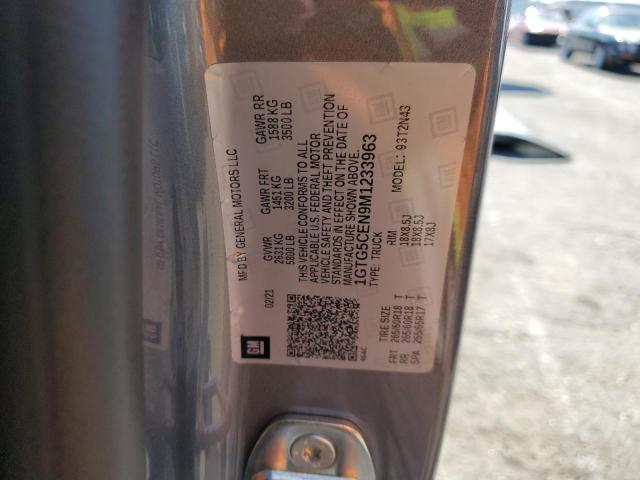 MFD BY GENERAL MOTORS LLC
02/21
GVWR
2631 KG
5800 LB
GAWR FRT
1451 KG
3200 LB
GAWR RR
1588 KG
3500 LB
THIS VEHICLE CONFORMS TO ALL
APPLICABLE U.S. FEDERAL MOTOR
VEHICLE SAFETY AND THEFT PREVENTION
STANDARDS IN EFFECT ON THE DATE OF
MANUFACTURE SHOWN ABOVE.
1GTG5CEN9M1233963
TYPE: TRUCK
MODEL: 93T2N43
GM
TIRE SIZE RIM
FRT 265/60R18 T 18X8.5J
RR 265/60R18 T 18X8.5J
SPA 255/65R17 T 17X8J